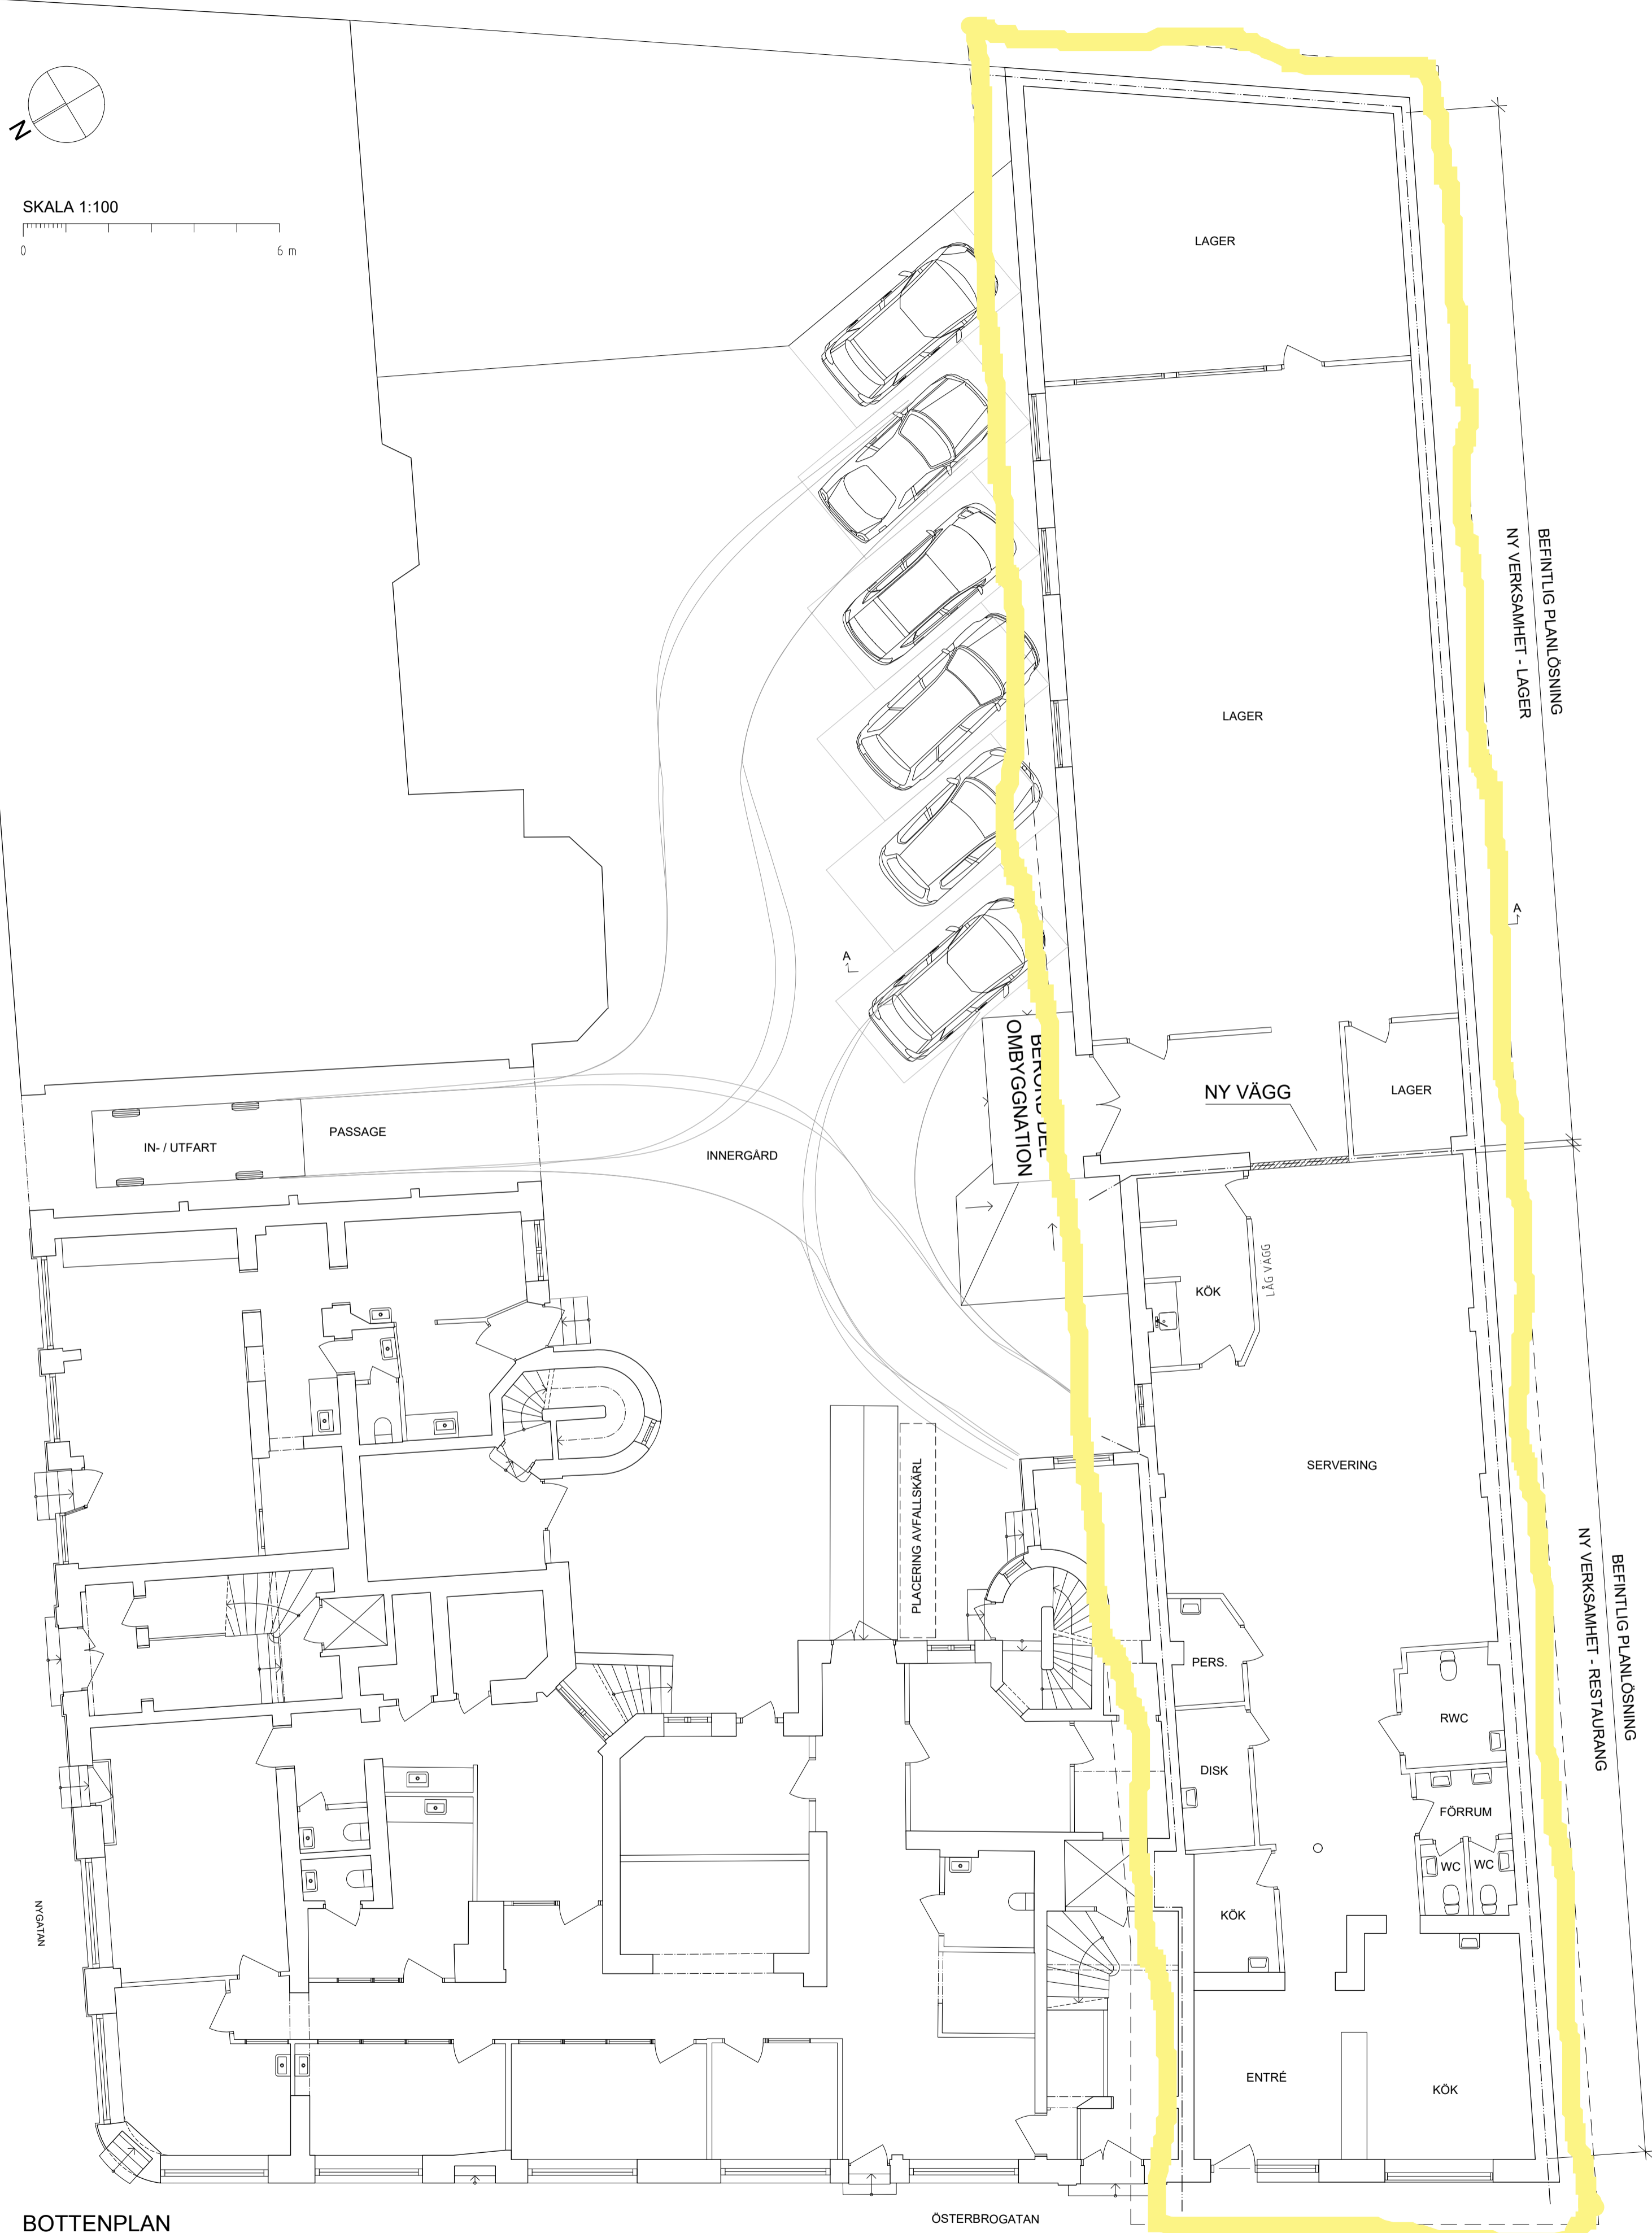 N
SKALA 1:100
0
6 m
LAGER
BEFINTLIG PLANLÖSNING
NY VERKSAMHET - LAGER
LAGER
A
A
OMBYGGNATION
NY VÄGG
LAGER
IN- / UTFART
PASSAGE
INNERGÅRD
KÖK
LÅG VÄGG
SERVERING
PLACERING AVFALLSKÄRL
BEFINTLIG PLANLÖSNING
NY VERKSAMHET - RESTAURANG
PERS.
RWC
DISK
FÖRRUM
WC
WC
KÖK
NYGATAN
ENTRÉ
KÖK
ÖSTERBROGATAN
BOTTENPLAN